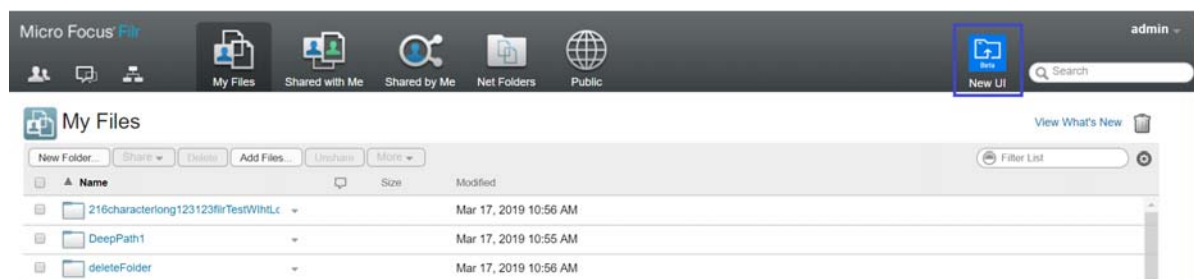 Micro Focus Filr
admin
My Files Shared with Me Shared by Me Net Folders Public
Beta
New UI
Search
My Files
View What's New
New Folder... Share Delete Add Files... Unshare More
Filter List
Name Size Modified
216characterlong123123filrTestWihtLc Mar 17, 2019 10:56 AM
DeepPath1 Mar 17, 2019 10:55 AM
deleteFolder Mar 17, 2019 10:56 AM